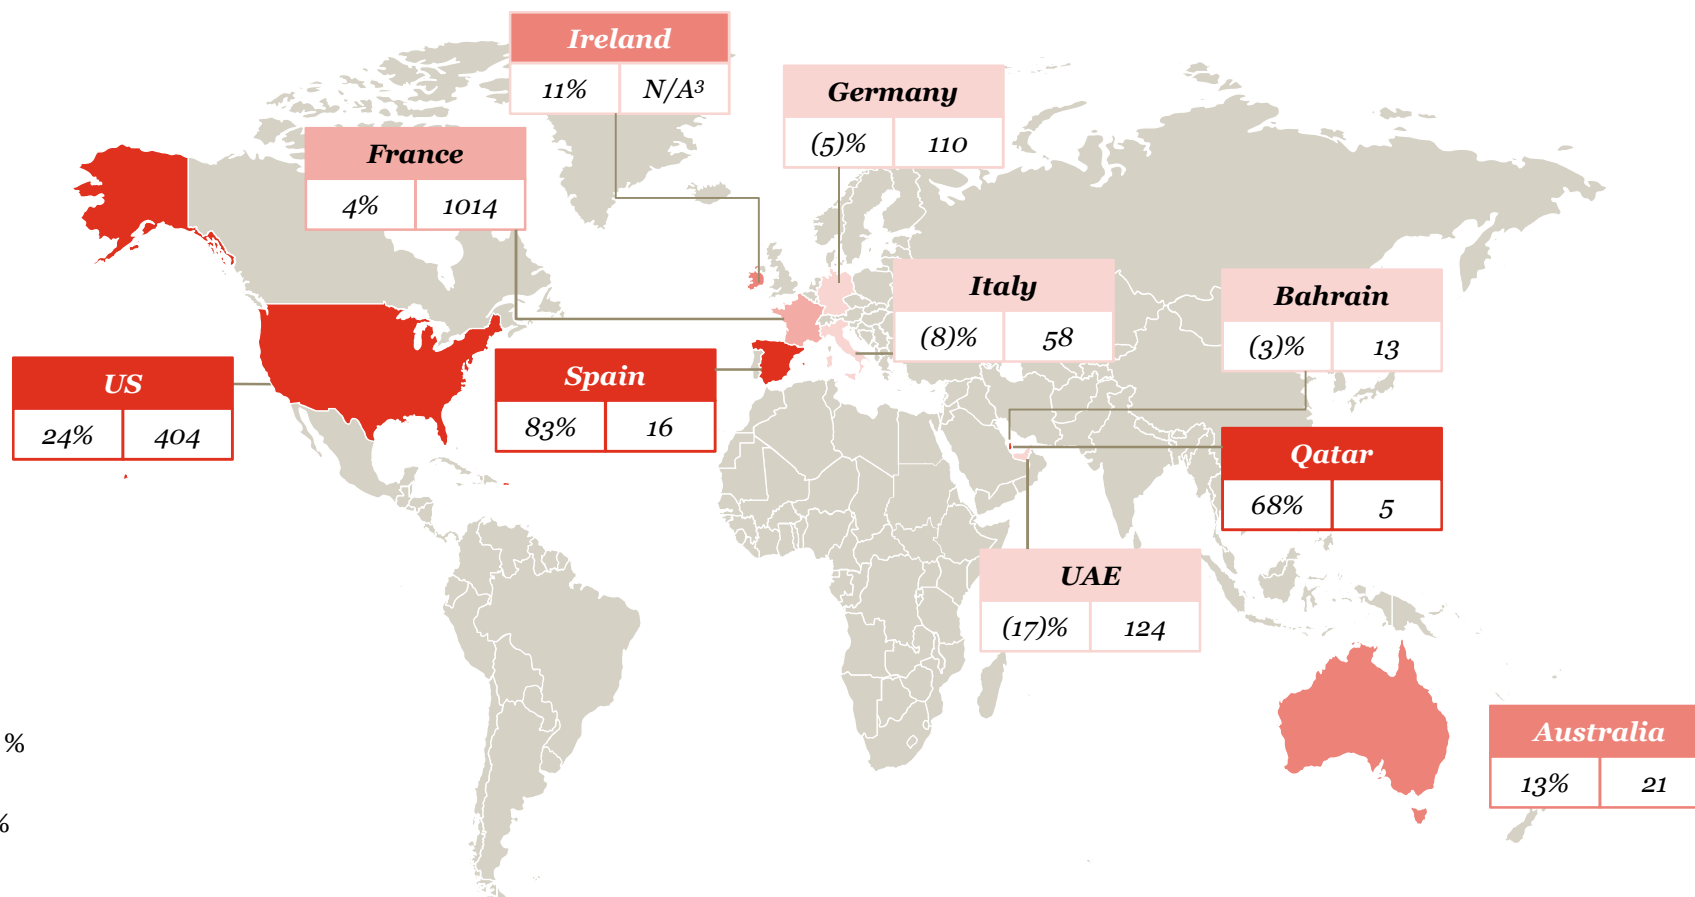 Ireland
11% N/A³
Germany
(5)% 110
France
4% 1014
Italy
(8)% 58
Bahrain
(3)% 13
US
24% 404
Spain
83% 16
Qatar
68% 5
UAE
(17)% 124
Australia
13% 21
%
%